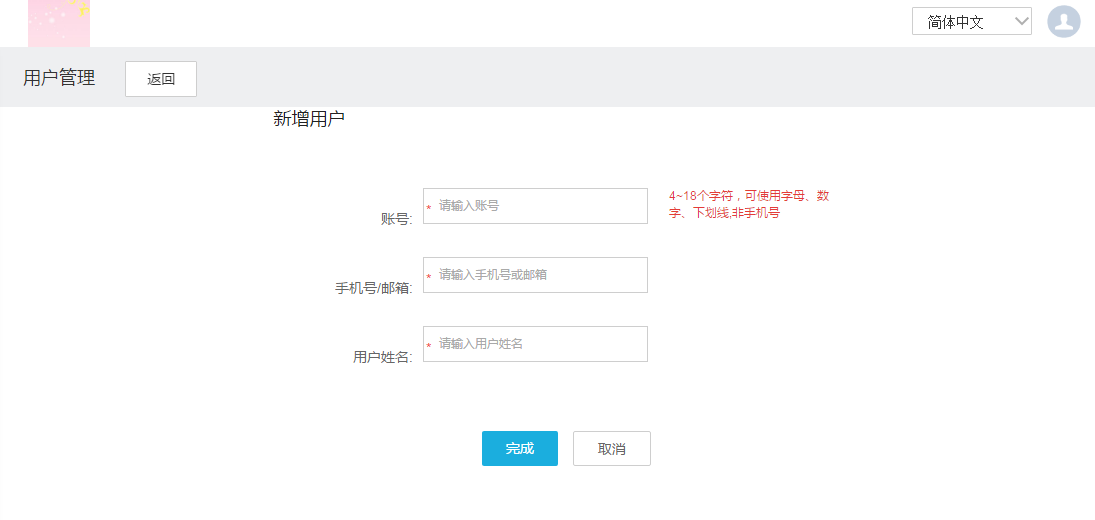 简体中文
用户管理
返回
新增用户
账号:
* 请输入账号
4~18个字符，可使用字母、数
字、下划线,非手机号
手机号/邮箱:
* 请输入手机号或邮箱
用户姓名:
* 请输入用户姓名
完成
取消